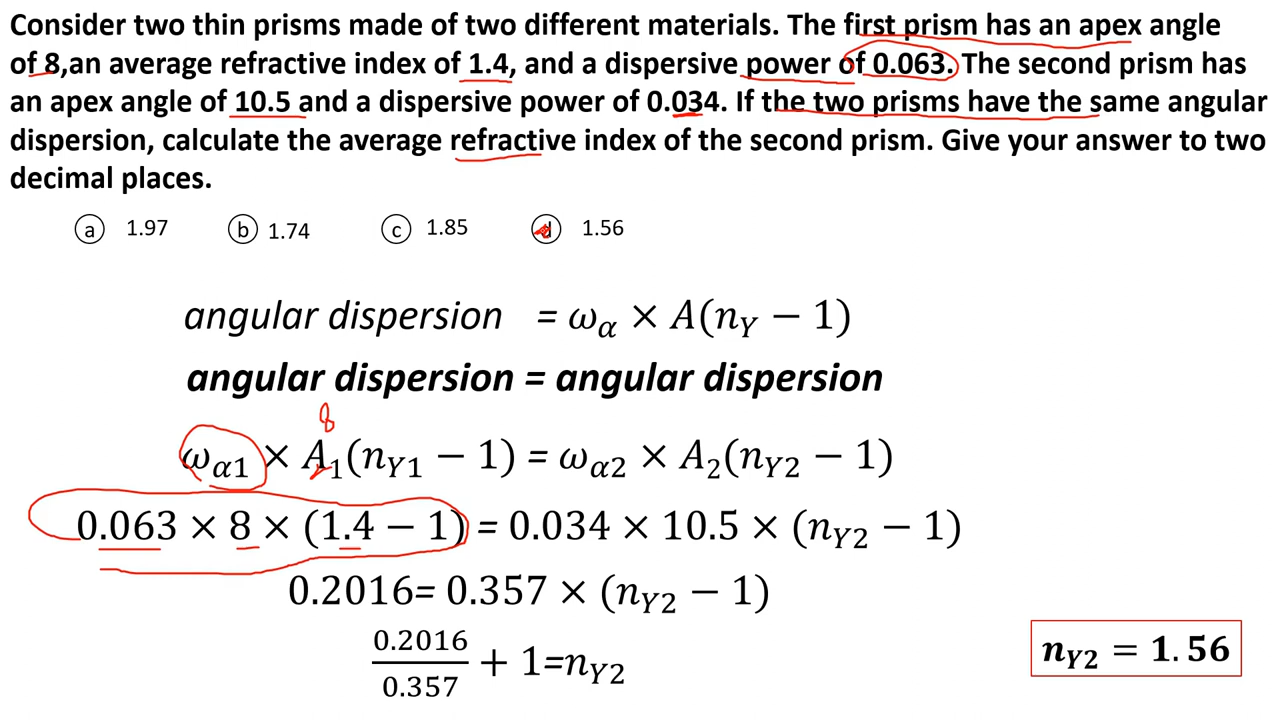 Consider two thin prisms made of two different materials. The first prism has an apex angle
of 8,an average refractive index of 1.4, and a dispersive power of 0.063. The second prism has
an apex angle of 10.5 and a dispersive power of 0.034. If the two prisms have the same angular
dispersion, calculate the average refractive index of the second prism. Give your answer to two
decimal places.
a 1.97 b 1.74 c 1.85 d 1.56
angular dispersion = ωα × A(nY − 1)
angular dispersion = angular dispersion
8
ωα1 × A1(nY1 − 1) = ωα2 × A2(nY2 − 1)
0.063 × 8 × (1.4 − 1) = 0.034 × 10.5 × (nY2 − 1)
0.2016= 0.357 × (nY2 − 1)
0.2016/0.357 + 1=nY2
nY2 = 1.56